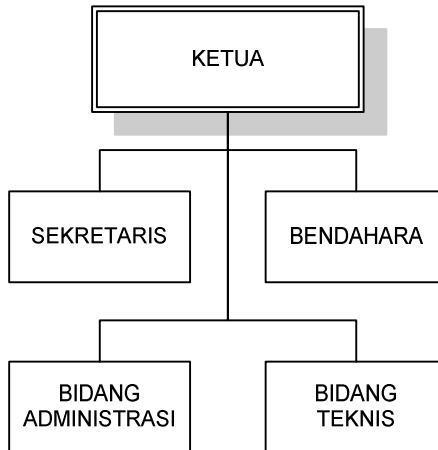 KETUA
SEKRETARIS
BENDAHARA
BIDANG
ADMINISTRASI
BIDANG
TEKNIS